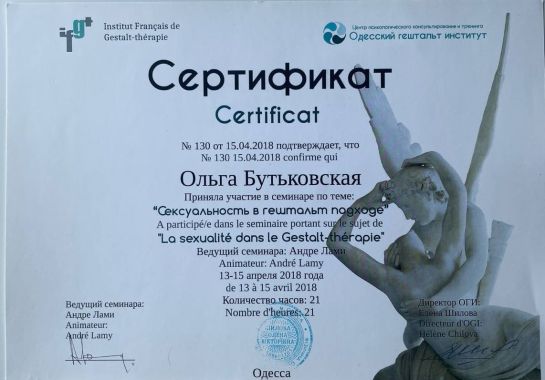 ifgt
Institut Français de
Gestalt-thérapie
Центр психологического консультирования и тренинга
Одесский гештальт институт
Сертификат
Certificat
№ 130 от 15.04.2018 подтверждает, что
№ 130 15.04.2018 confirme qui
Ольга Бутьковская
Приняла участие в семинаре по теме:
"Сексуальность в гештальт подходе"
A participé/e dans le seminaire portant sur le sujet de
"La sexualité dans le Gestalt-thérapie"
Ведущий семинара: Андре Лами
Animateur: André Lamy
13-15 апреля 2018 года
de 13 à 15 avril 2018
Количество часов: 21
Nombre d'heures: 21
Ведущий семинара:
Андре Лами
Animateur:
André Lamy
Директор ОГИ:
Елена Шилова
Directeur d'OGI:
Hélène Chilova
Одесса